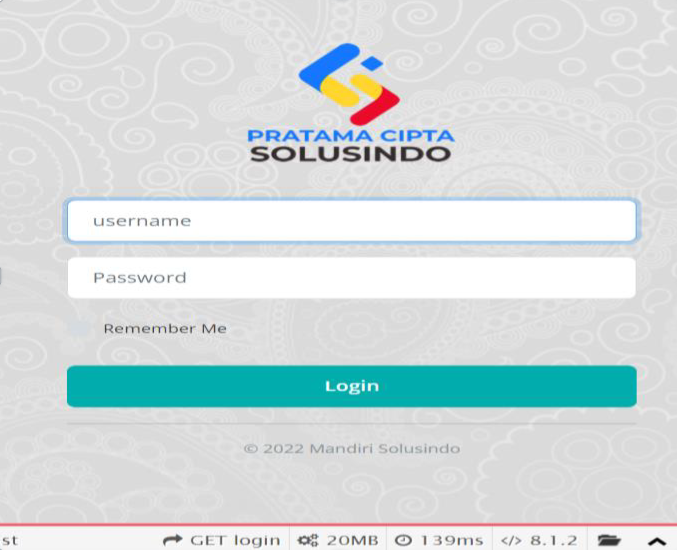 PRATAMA CIPTA
SOLUSINDO
username
Password
Remember Me
Login
© 2022 Mandiri Solusindo
st GET login 20MB 139ms </> 8.1.2